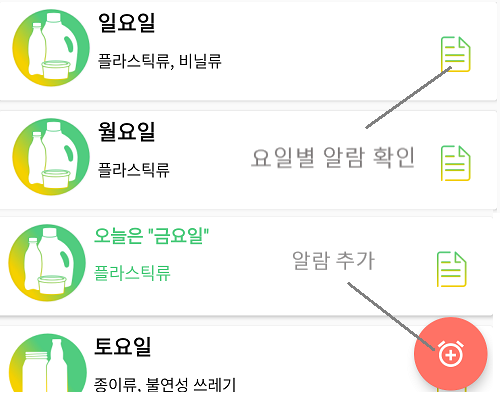 일요일
플라스틱류, 비닐류
월요일
요일별 알람 확인
플라스틱류
오늘은 "금요일"
알람 추가
플라스틱류
토요일
종이류, 불연성 쓰레기